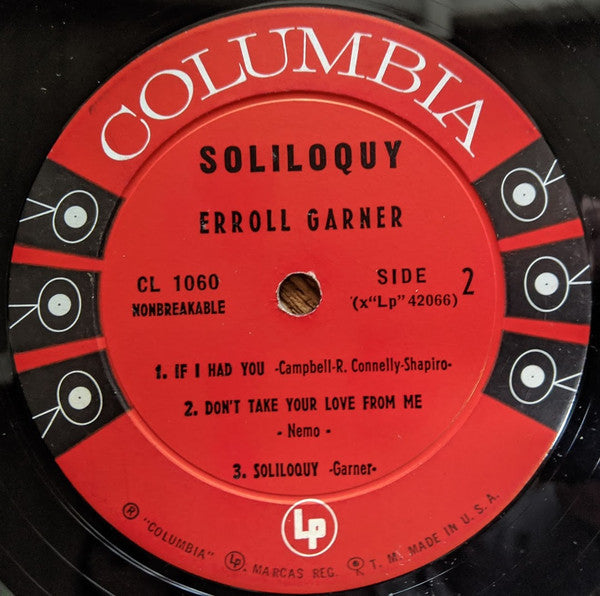 COLUMBIA
SOLILOQUY
ERROLL GARNER
CL 1060
NONBREAKABLE
SIDE 2
(x"Lp" 42066)
1. IF I HAD YOU -Campbell-R. Connelly-Shapiro-
2. DON'T TAKE YOUR LOVE FROM ME
- Nemo -
3. SOLILOQUY -Garner-
Lp
® "COLUMBIA" Lp MARCAS REG. T. M. MADE IN U. S. A.